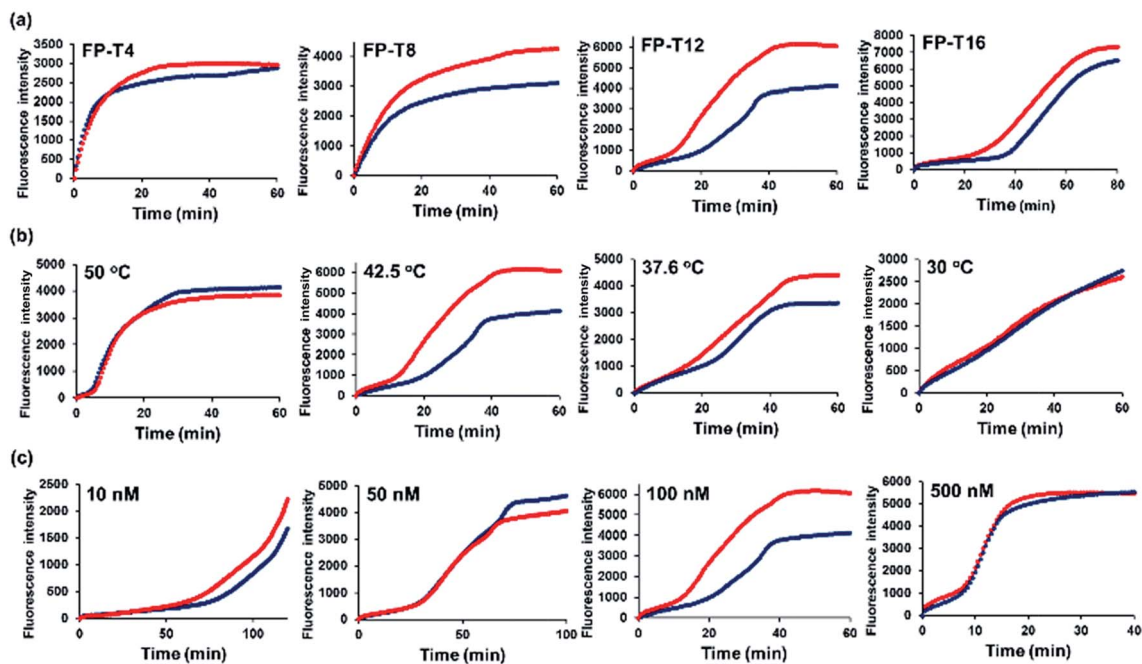 (a)
FP-T4
Fluorescence intensity
3500
3000
2500
2000
1500
1000
500
0
0 20 40 60
Time (min)
FP-T8
Fluorescence intensity
4000
3000
2000
1000
0
0 20 40 60
Time (min)
FP-T12
Fluorescence intensity
6000
5000
4000
3000
2000
1000
0
0 20 40 60
Time (min)
FP-T16
Fluorescence intensity
7000
6000
5000
4000
3000
2000
1000
0
0 20 40 60 80
Time (min)
(b)
50 °C
Fluorescence intensity
5000
4000
3000
2000
1000
0
0 20 40 60
Time (min)
42.5 °C
Fluorescence intensity
6000
5000
4000
3000
2000
1000
0
0 20 40 60
Time (min)
37.6 °C
Fluorescence intensity
5000
4000
3000
2000
1000
0
0 20 40 60
Time (min)
30 °C
Fluorescence intensity
3000
2500
2000
1500
1000
500
0
0 20 40 60
Time (min)
(c)
10 nM
Fluorescence intensity
2500
2000
1500
1000
500
0
0 50 100
Time (min)
50 nM
Fluorescence intensity
5000
4000
3000
2000
1000
0
0 50 100
Time (min)
100 nM
Fluorescence intensity
6000
5000
4000
3000
2000
1000
0
0 20 40 60
Time (min)
500 nM
Fluorescence intensity
6000
5000
4000
3000
2000
1000
0
0 10 20 30 40
Time (min)